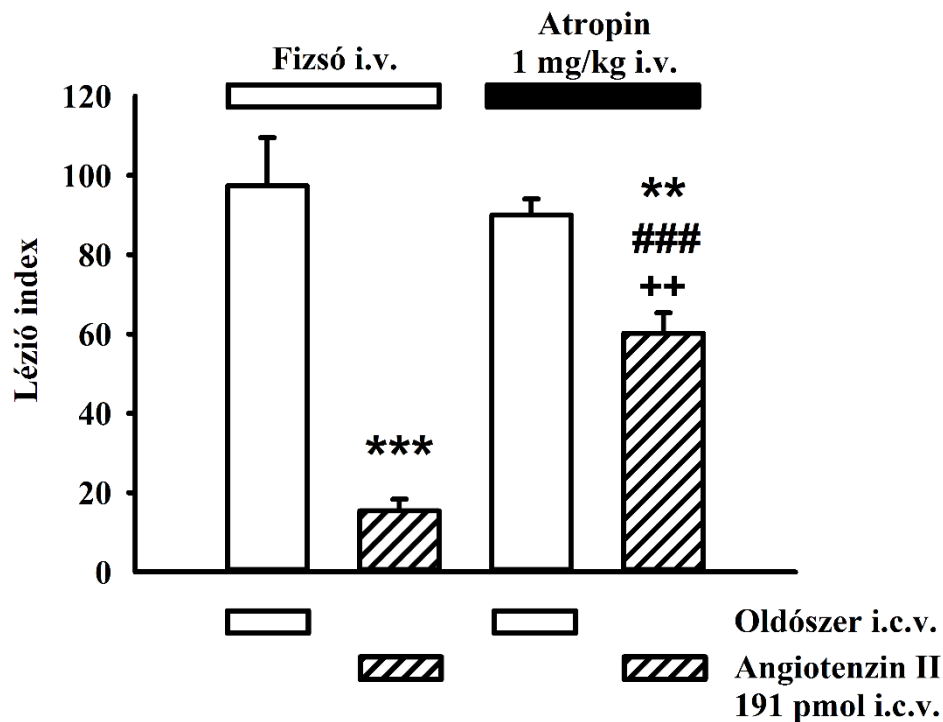 Fizsó i.v.
Atropin
1 mg/kg i.v.
Lézió index
120
100
80
60
40
20
0
***
**
###
++
Oldószer i.c.v.
Angiotenzin II
191 pmol i.c.v.